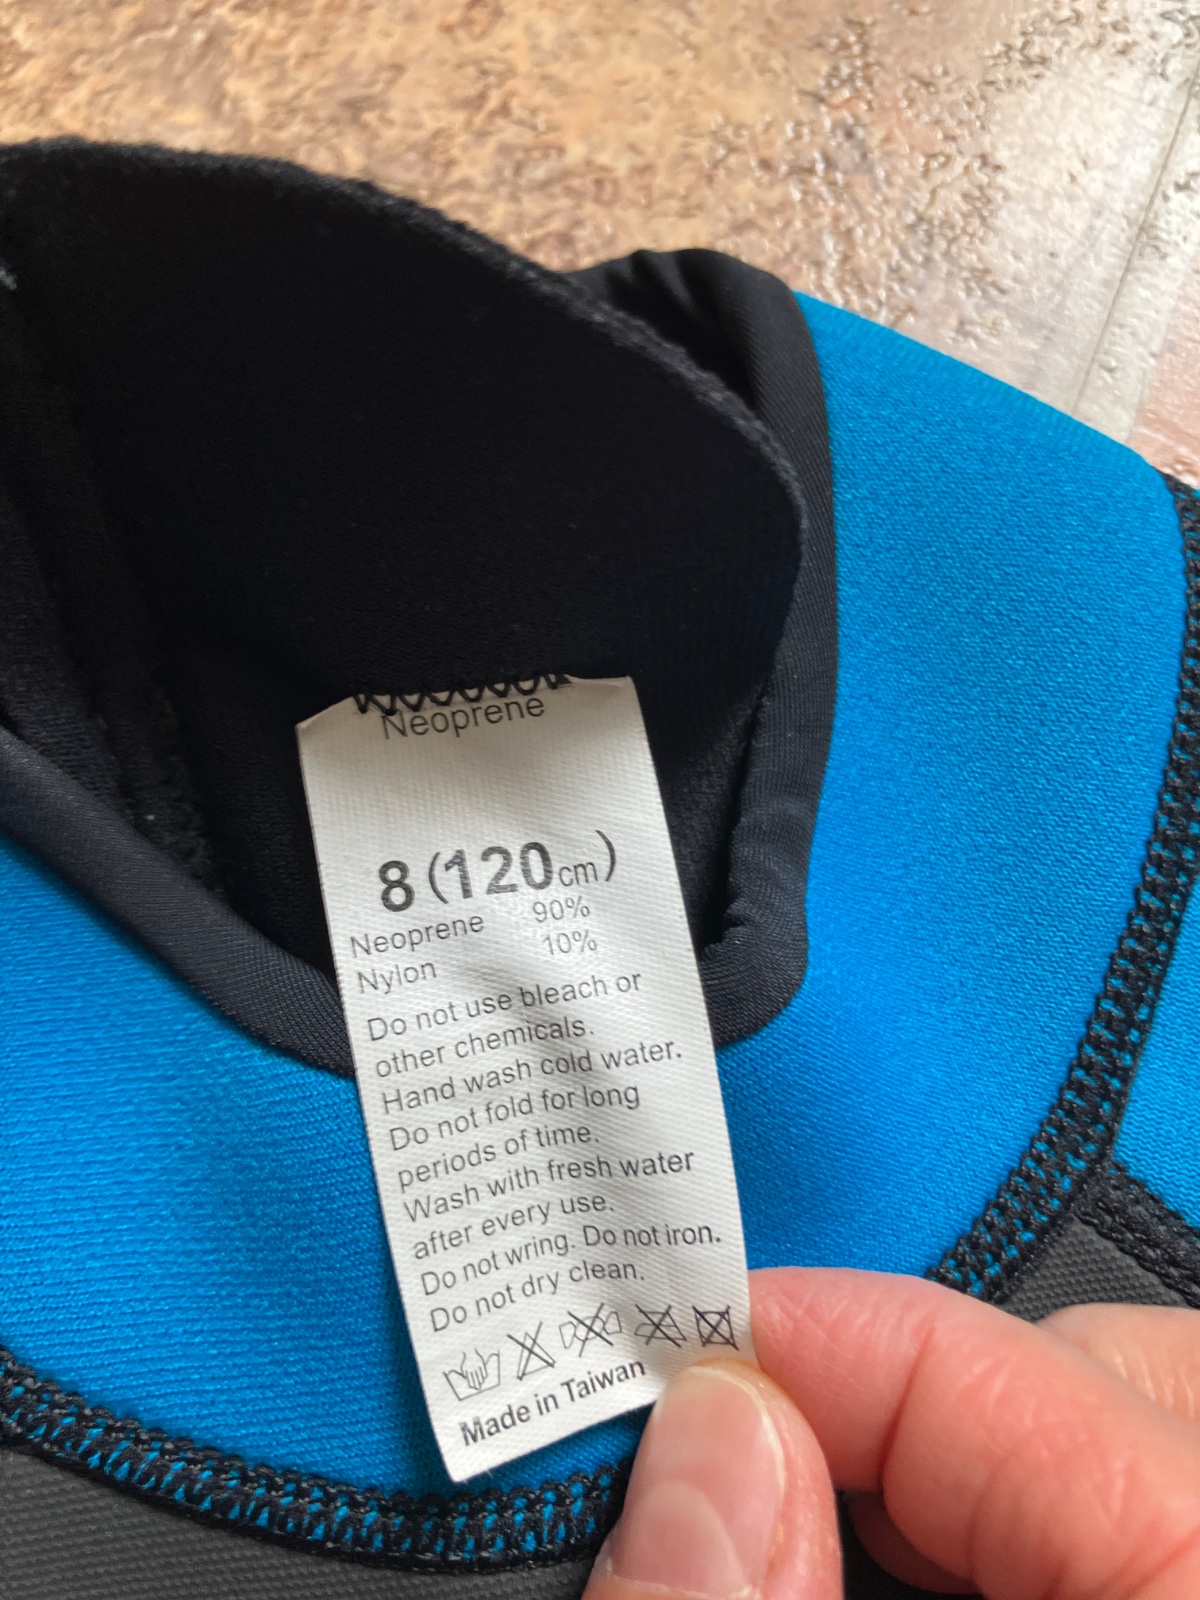 Neoprene
8 (120cm)
Neoprene 90%
Nylon 10%
Do not use bleach or
other chemicals.
Hand wash cold water.
Do not fold for long
periods of time.
Wash with fresh water
after every use.
Do not wring. Do not iron.
Do not dry clean.
Made in Taiwan